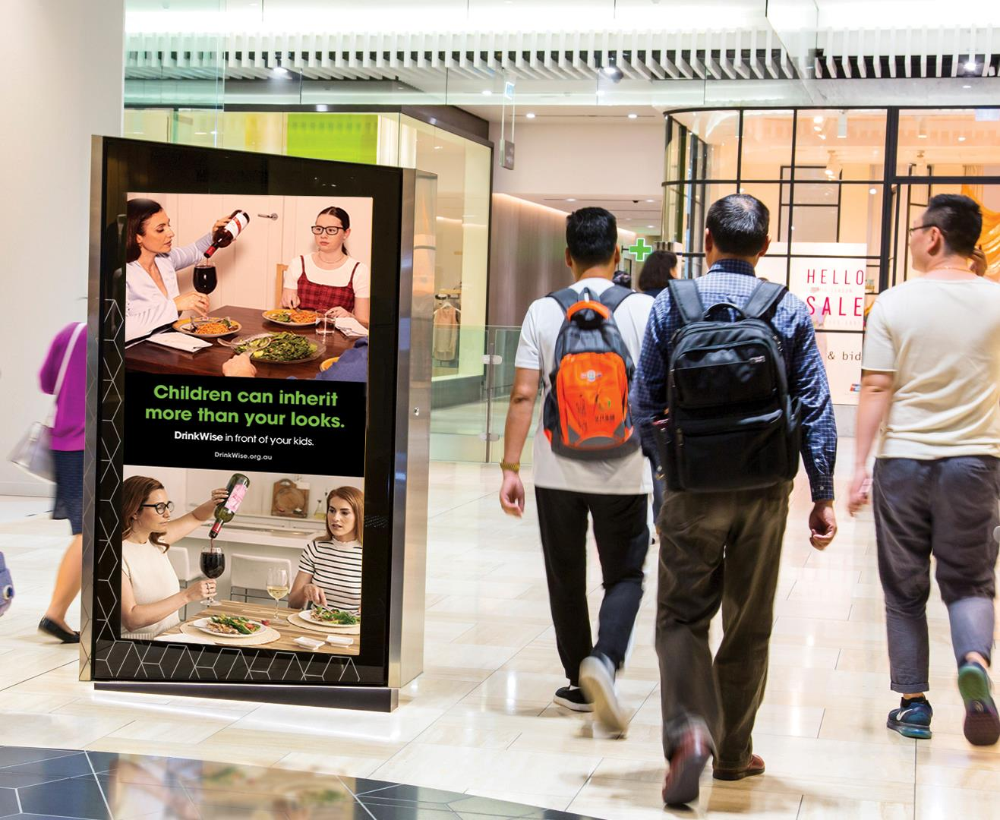 Children can inherit
more than your looks.
DrinkWise in front of your kids.
DrinkWise.org.au
HELLO
SALE
& bid